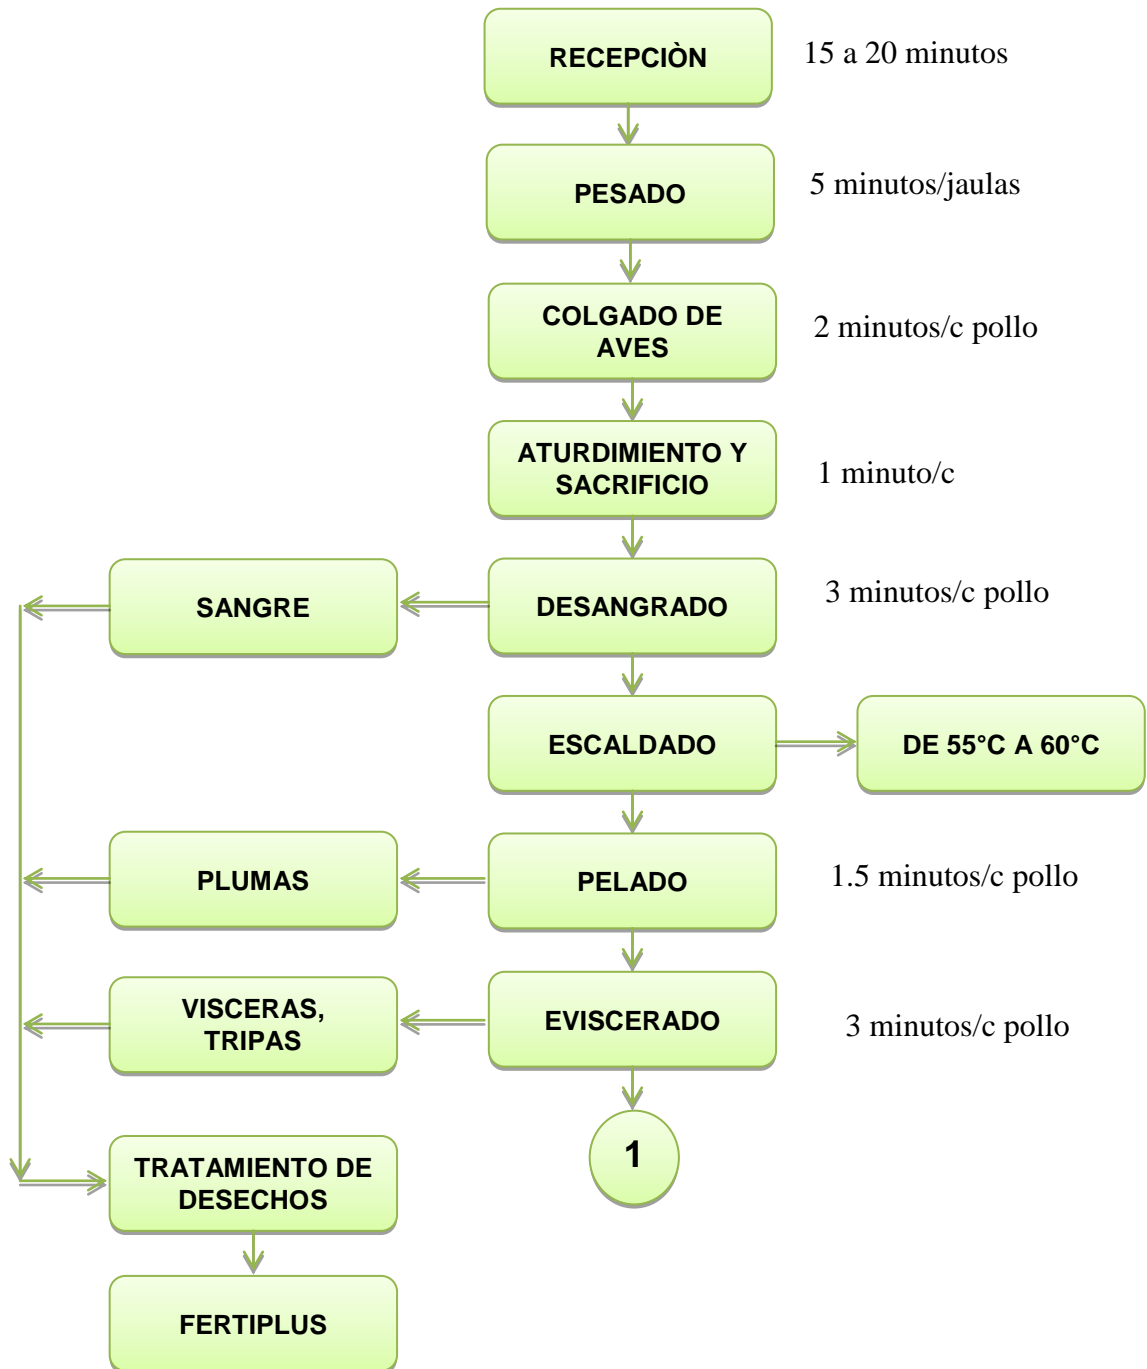 RECEPCIÒN
15 a 20 minutos
PESADO
5 minutos/jaulas
COLGADO DE
AVES
2 minutos/c pollo
ATURDIMIENTO Y
SACRIFICIO
1 minuto/c
SANGRE
DESANGRADO
3 minutos/c pollo
ESCALDADO
DE 55°C A 60°C
PLUMAS
PELADO
1.5 minutos/c pollo
VISCERAS,
TRIPAS
EVISCERADO
3 minutos/c pollo
1
TRATAMIENTO DE
DESECHOS
FERTIPLUS